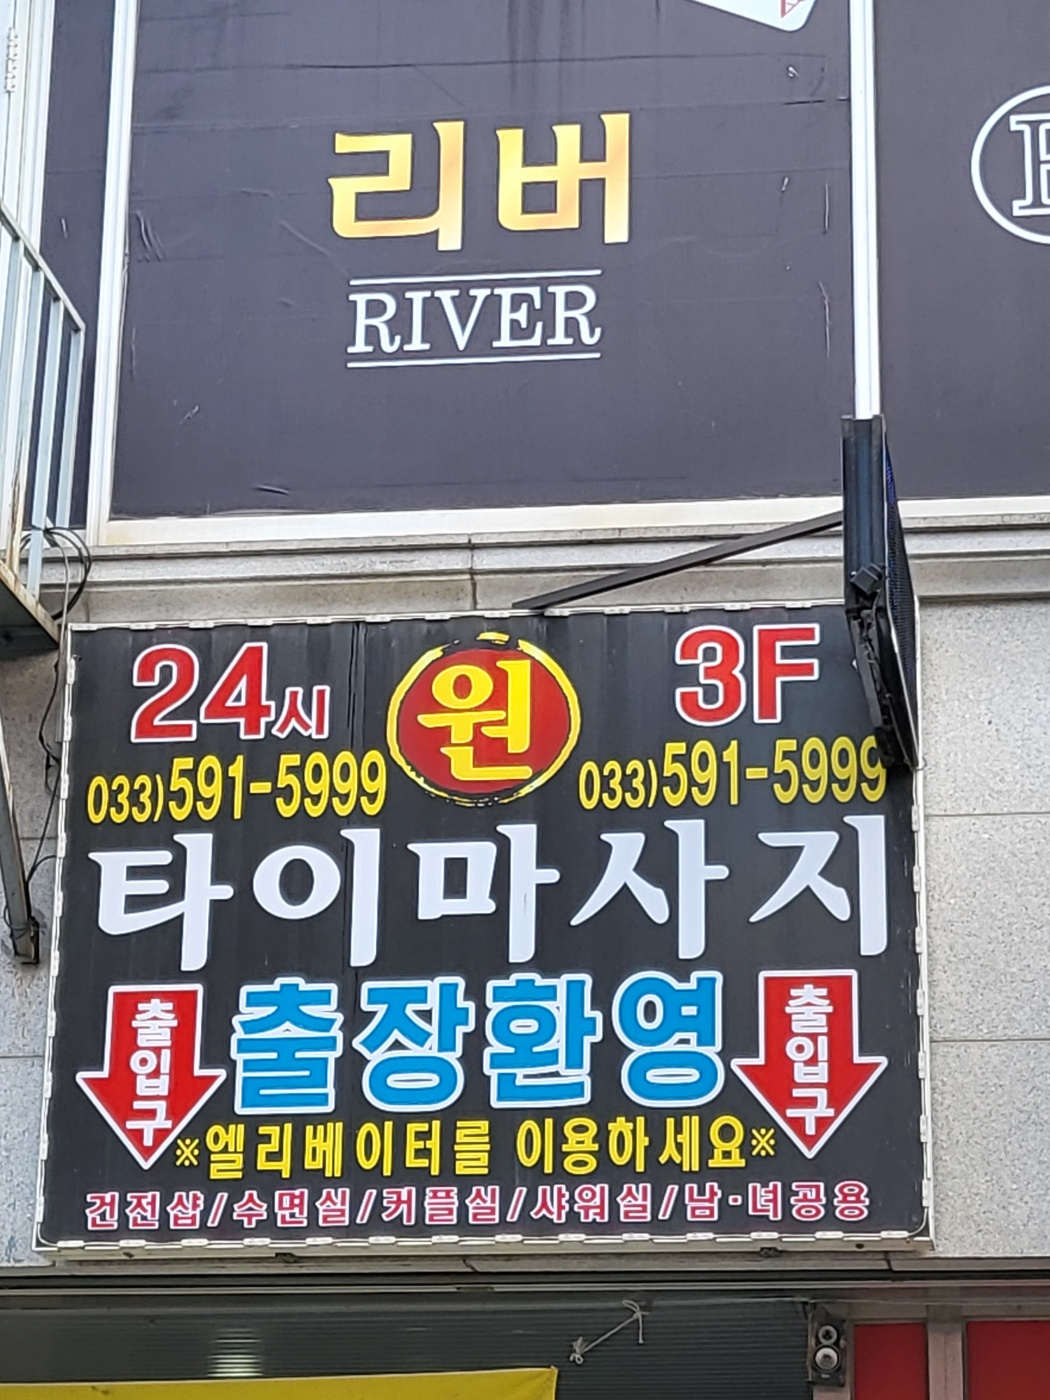 리버
RIVER
24시 원 3F
033)591-5999 033)591-5999
타이마사지
출입구 출장환영 출입구
※엘리베이터를 이용하세요※
건전샵/수면실/커플실/샤워실/남·녀공용